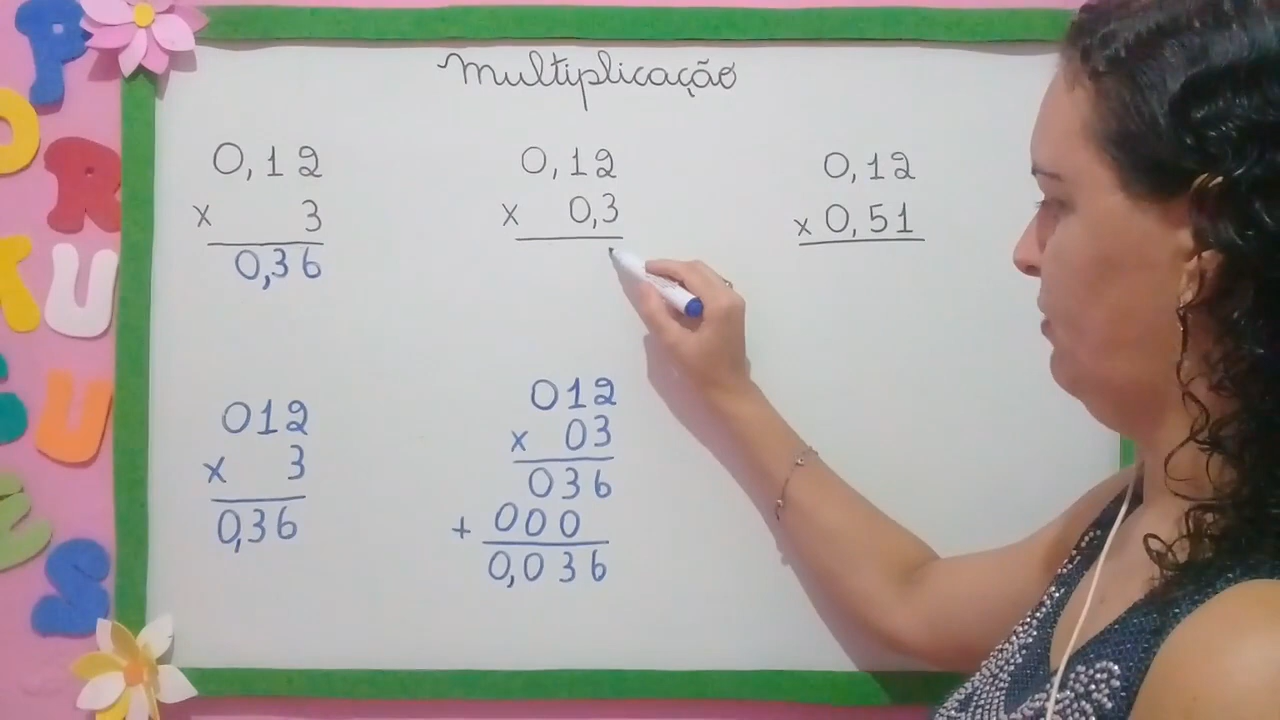 multiplicação
0,12
x 3
0,36
0,12
x 0,3
0,12
x 0,51
012
x 3
0,36
012
x 03
036
+ 000
0,036
P
O
R
T
U
G
U
E
S